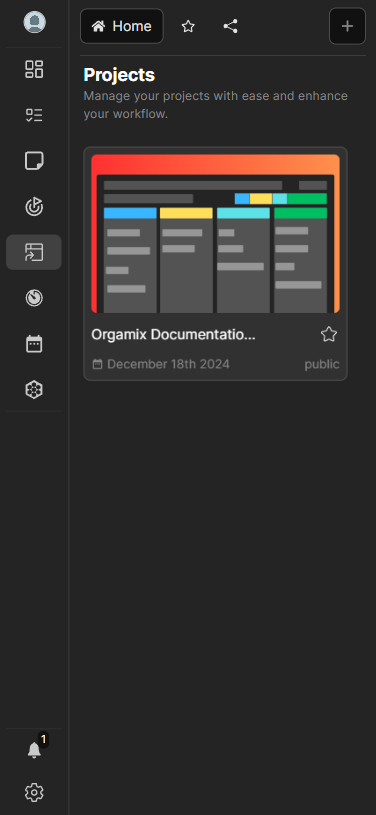 Home
Projects
Manage your projects with ease and enhance
your workflow.
Orgamix Documentatio...
December 18th 2024
public
1